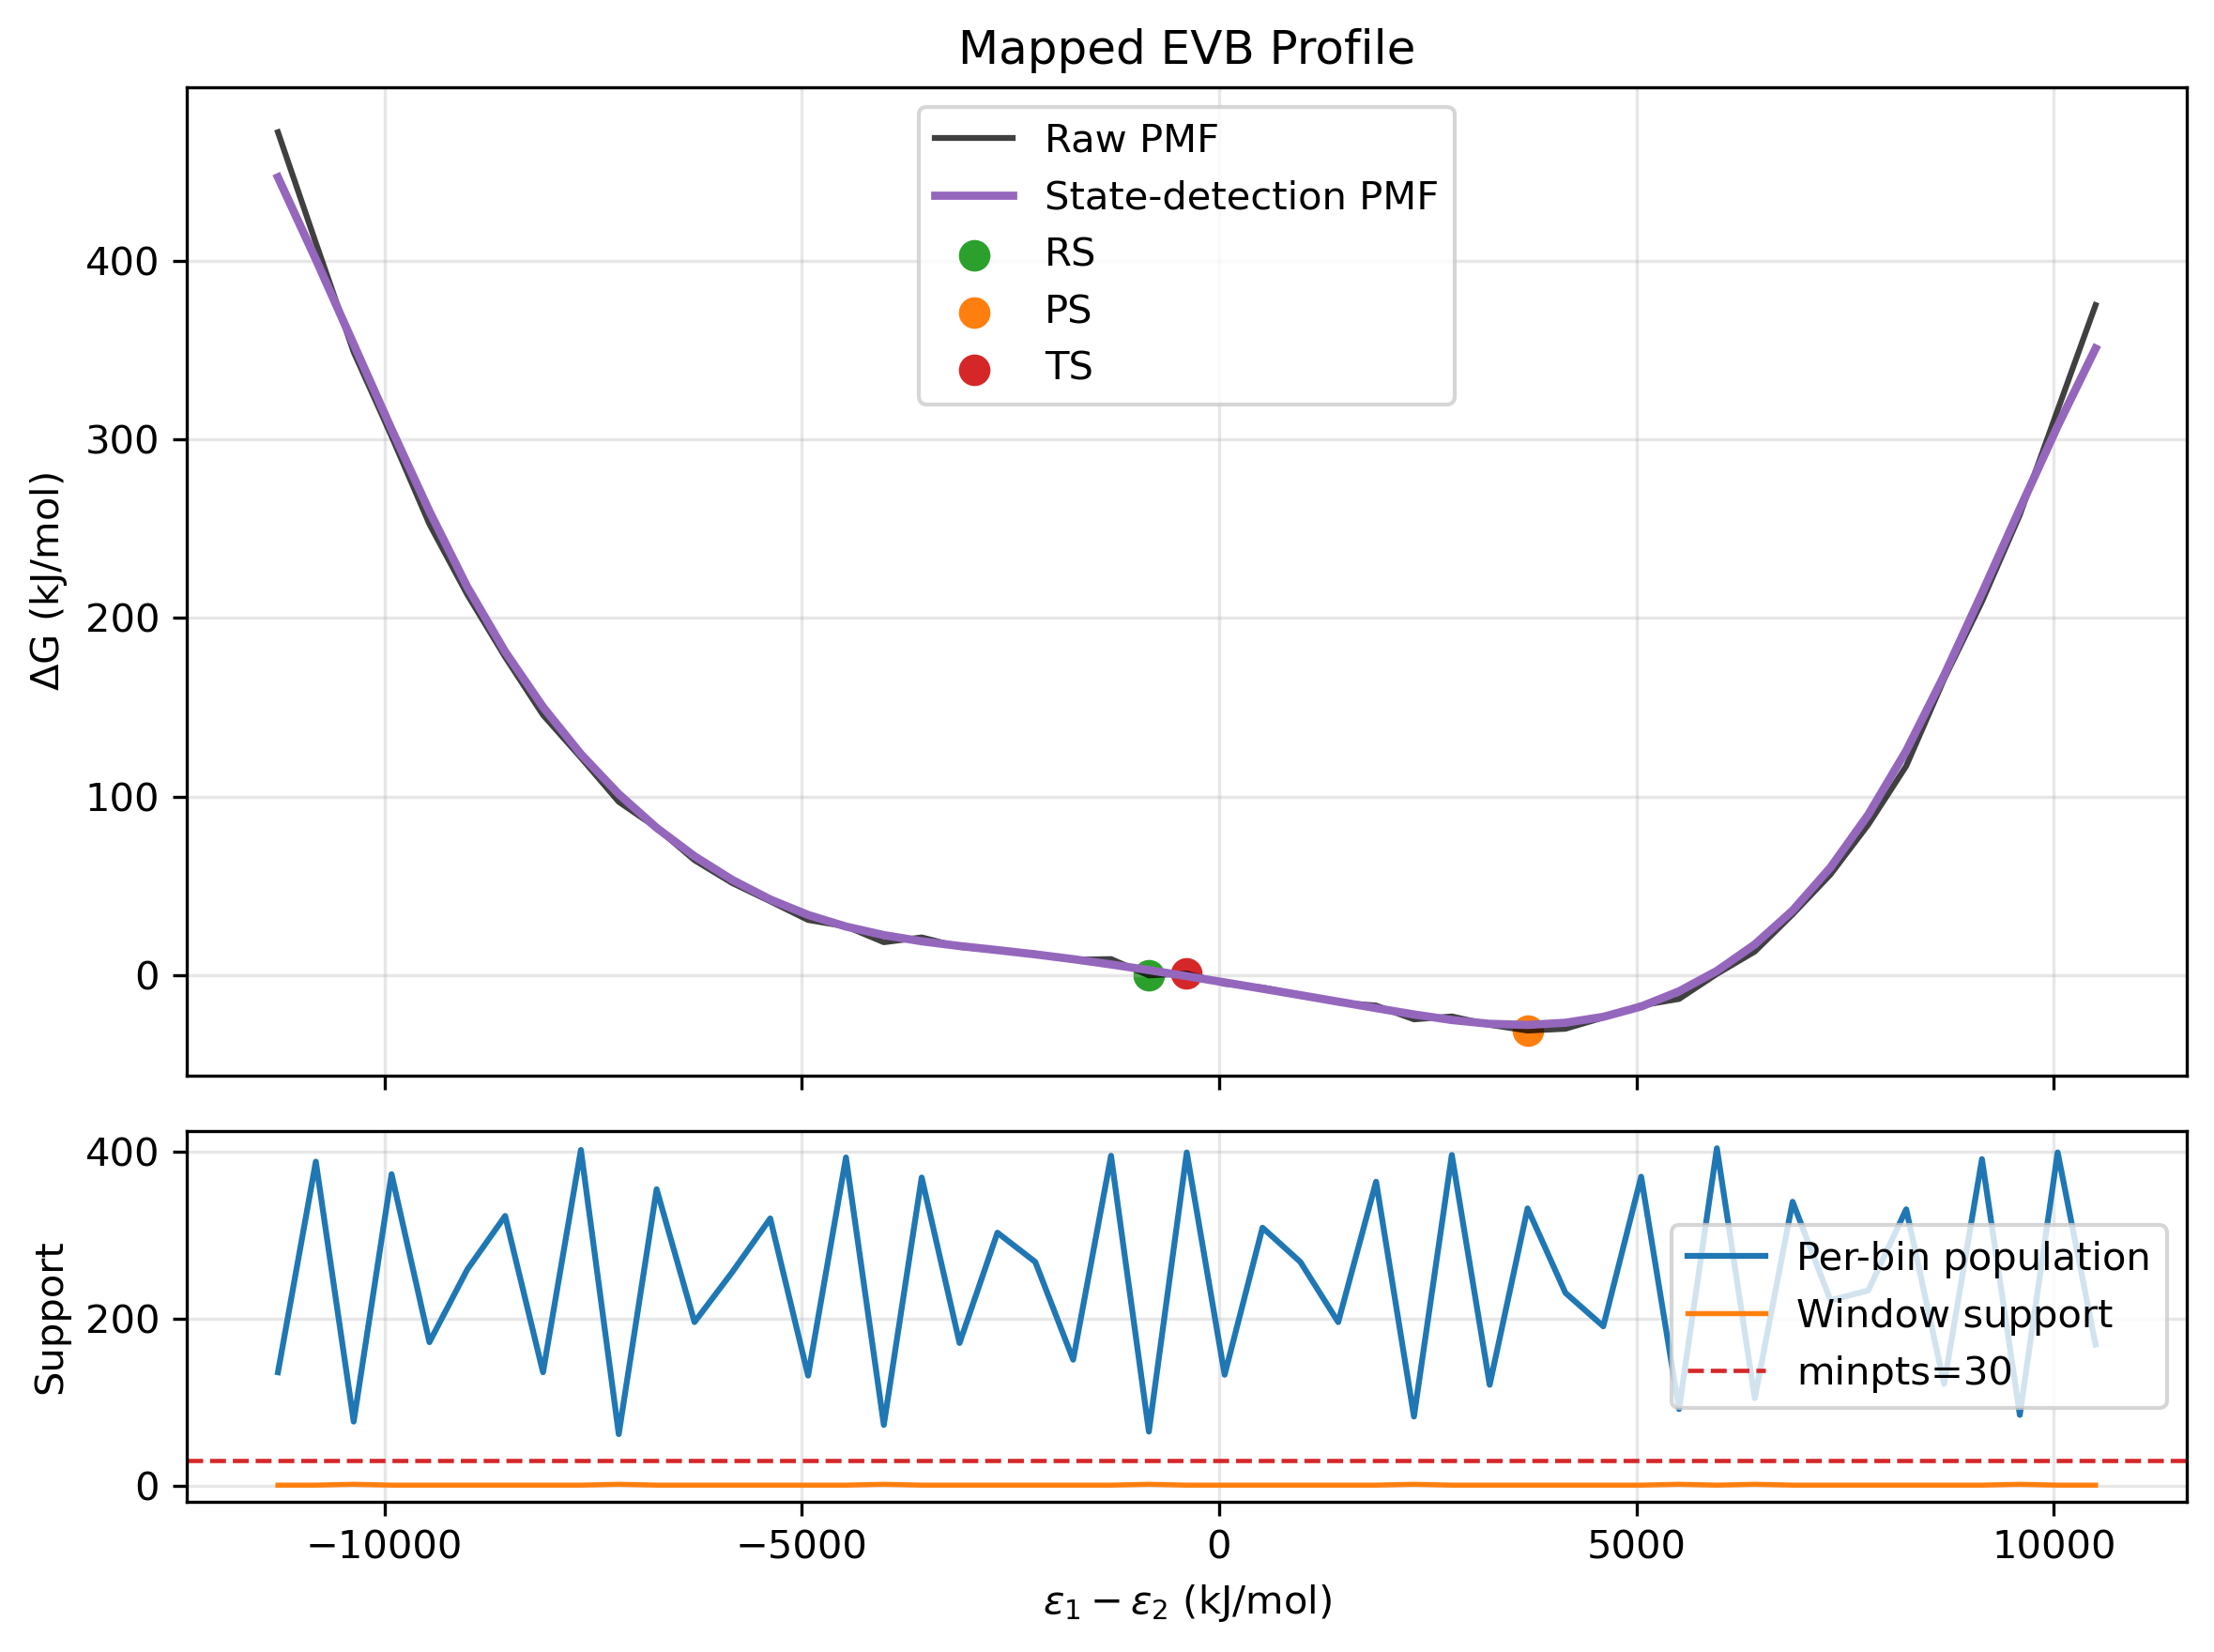 Mapped EVB Profile
Raw PMF
State-detection PMF
RS
PS
TS
400
300
200
100
0
ΔG (kJ/mol)
400
200
0
Support
Per-bin population
Window support
minpts=30
−10000
−5000
0
5000
10000
ε₁ − ε₂ (kJ/mol)